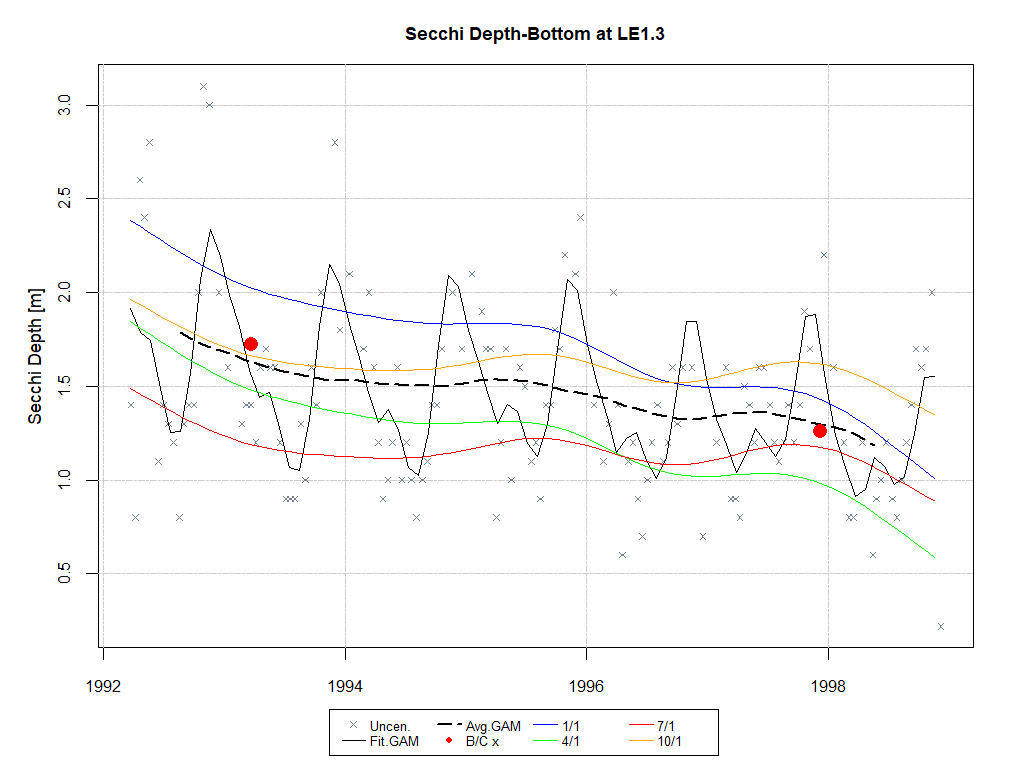 Secchi Depth-Bottom at LE1.3
Secchi Depth [m]
3.0
2.5
2.0
1.5
1.0
0.5
1992 1994 1996 1998
Uncen. Avg.GAM 1/1 7/1
Fit.GAM B/C x 4/1 10/1